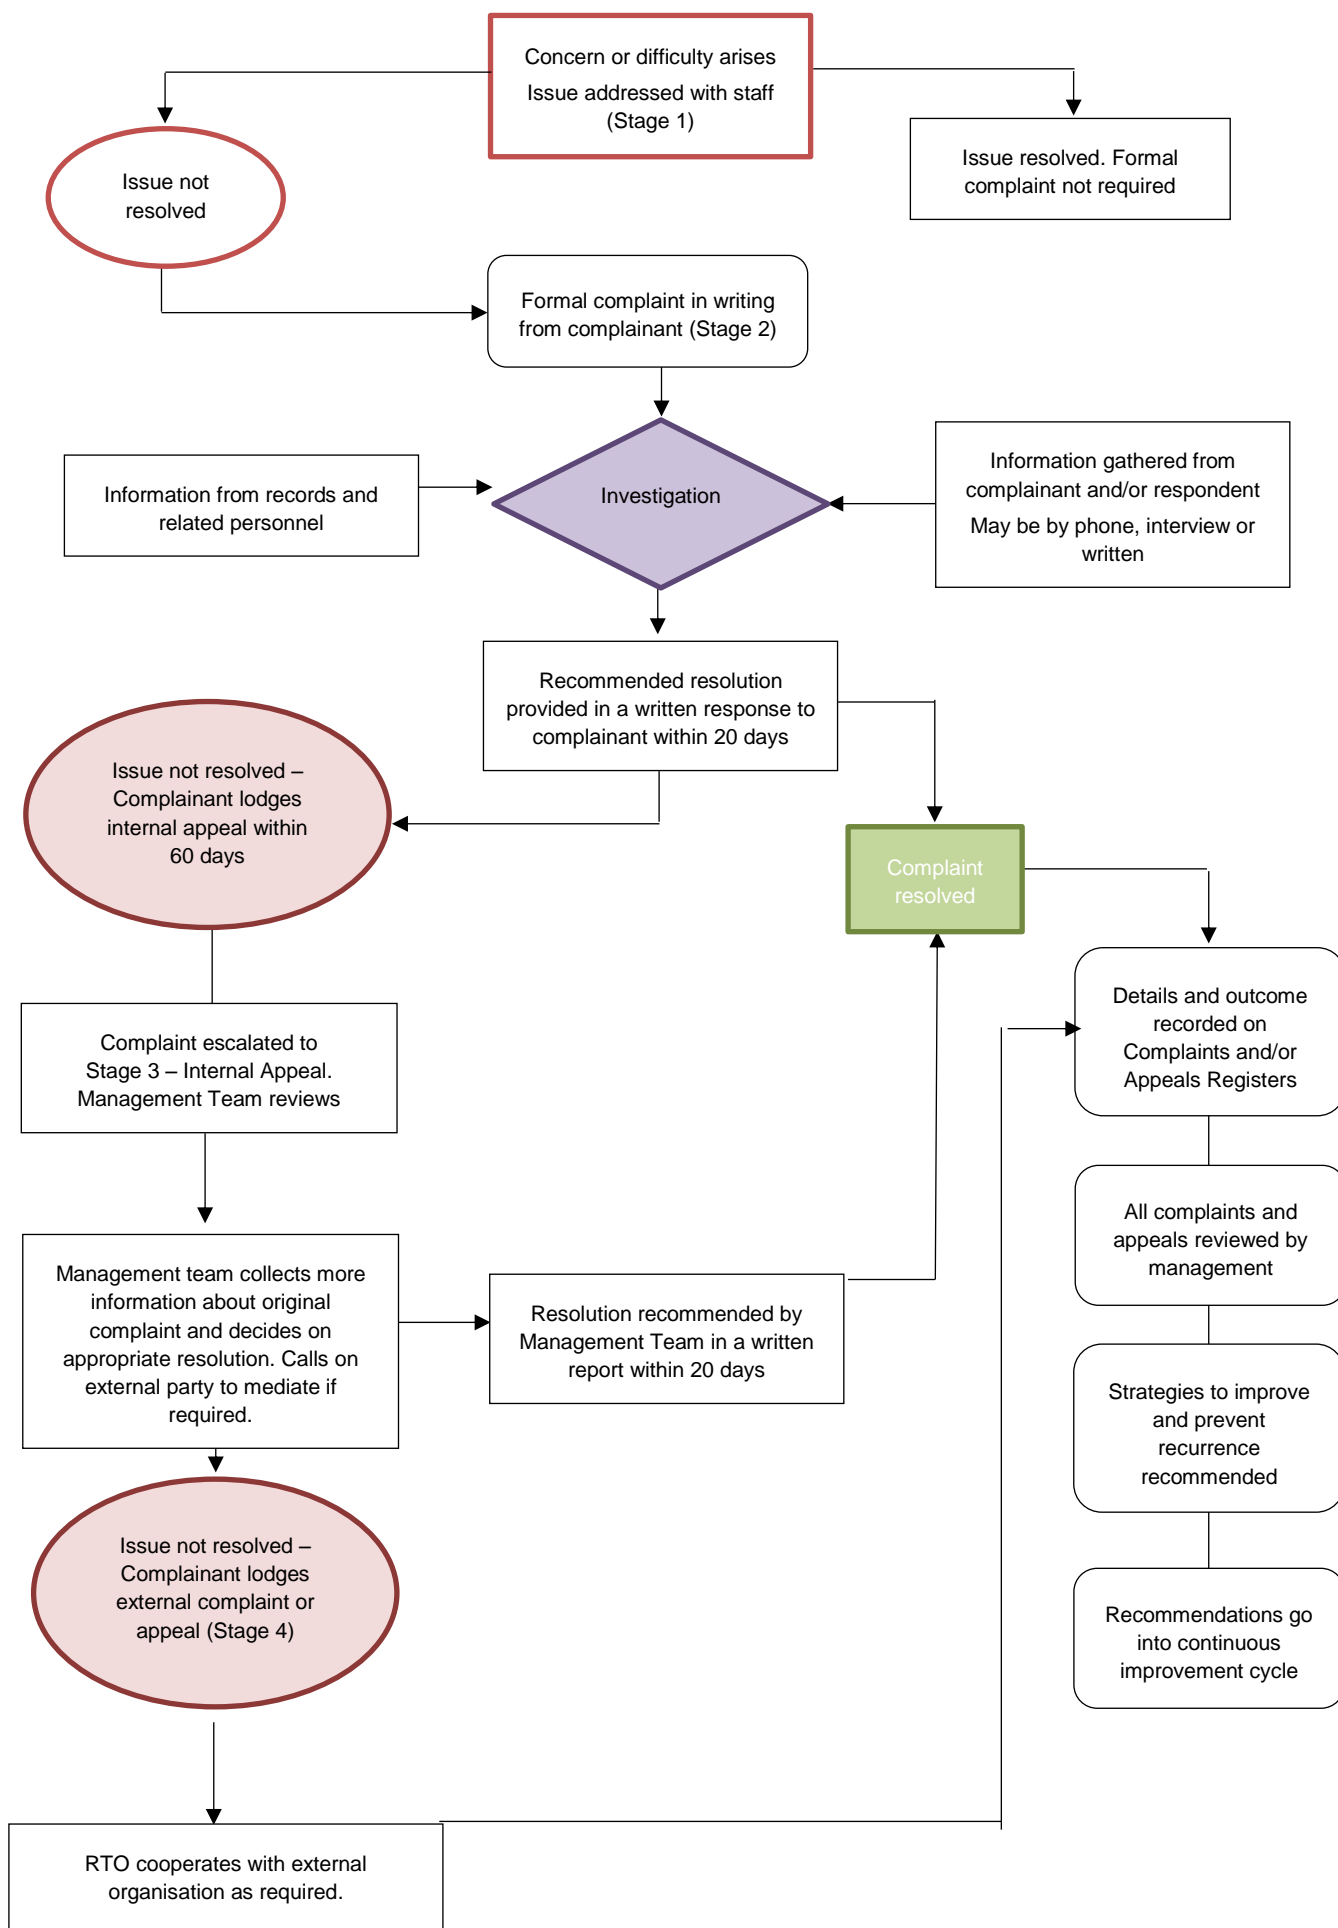 Concern or difficulty arises
Issue addressed with staff
(Stage 1)
Issue not
resolved
Issue resolved. Formal
complaint not required
Formal complaint in writing
from complainant (Stage 2)
Information from records and
related personnel
Investigation
Information gathered from
complainant and/or respondent
May be by phone, interview or
written
Recommended resolution
provided in a written response to
complainant within 20 days
Issue not resolved –
Complainant lodges
internal appeal within
60 days
Complaint
resolved
Complaint escalated to
Stage 3 – Internal Appeal.
Management Team reviews
Details and outcome
recorded on
Complaints and/or
Appeals Registers
All complaints and
appeals reviewed by
management
Management team collects more
information about original
complaint and decides on
appropriate resolution. Calls on
external party to mediate if
required.
Resolution recommended by
Management Team in a written
report within 20 days
Strategies to improve
and prevent
recurrence
recommended
Issue not resolved –
Complainant lodges
external complaint or
appeal (Stage 4)
Recommendations go
into continuous
improvement cycle
RTO cooperates with external
organisation as required.